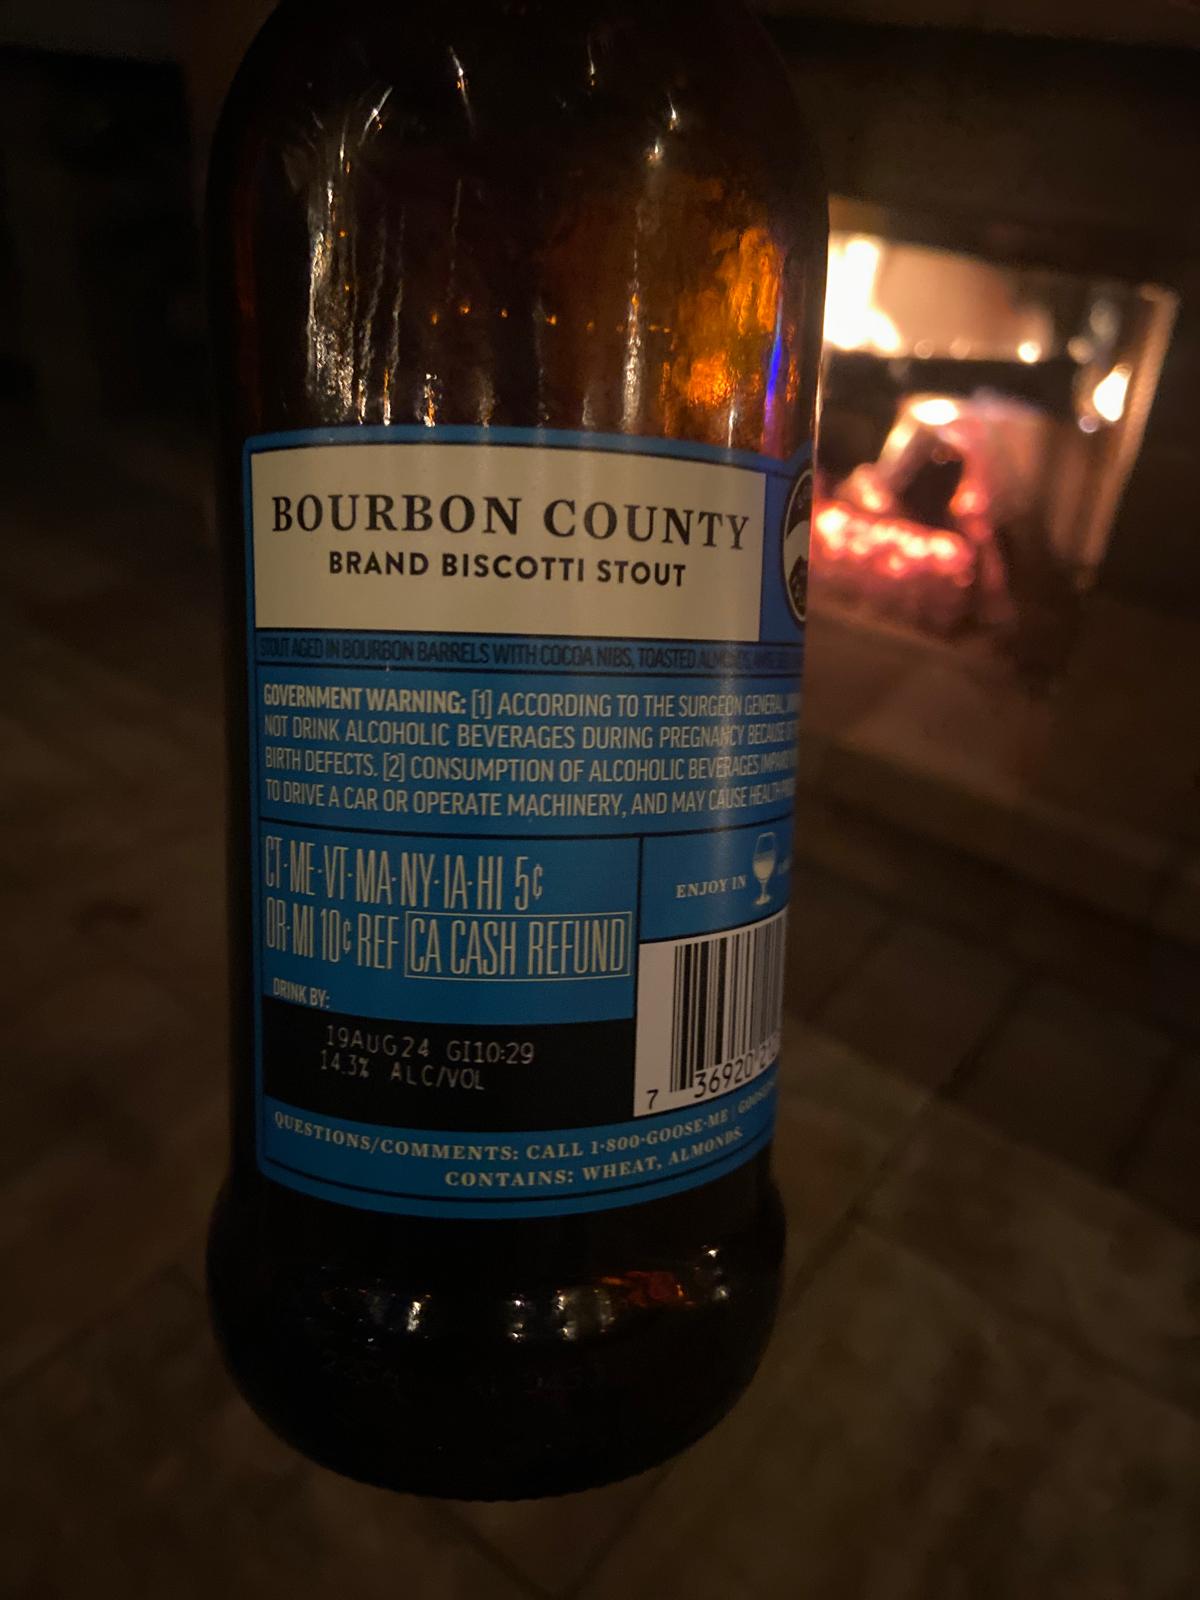 BOURBON COUNTY
BRAND BISCOTTI STOUT
STOUT AGED IN BOURBON BARRELS WITH COCOA NIBS, TOASTED ALMONDS,
GOVERNMENT WARNING: [1] ACCORDING TO THE SURGEON GENERAL,
NOT DRINK ALCOHOLIC BEVERAGES DURING PREGNANCY BECAUSE OF
BIRTH DEFECTS. [2] CONSUMPTION OF ALCOHOLIC BEVERAGES IMPAIRS
TO DRIVE A CAR OR OPERATE MACHINERY, AND MAY CAUSE HEALTH
CT·ME·VT·MA·NY·IA·HI 5¢
OR·MI 10¢ REF CA CASH REFUND
ENJOY IN
DRINK BY:
19AUG24 GI10:29
14.3% ALC/VOL
7 36920
QUESTIONS/COMMENTS: CALL 1-800-GOOSE-ME |
CONTAINS: WHEAT, ALMONDS.